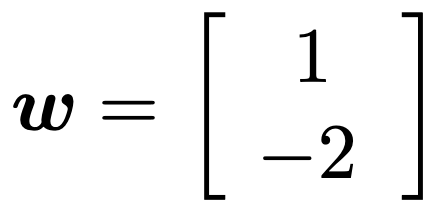 w = [ 1
-2 ]